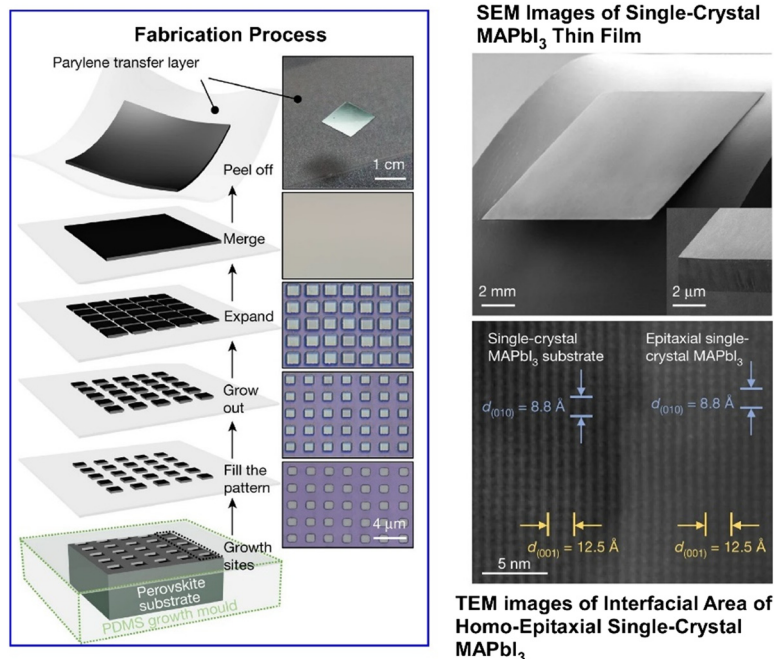 Fabrication Process
Parylene transfer layer
1 cm
Peel off
Merge
Expand
Grow
out
Fill the
pattern
4 μm
Growth
sites
Perovskite
substrate
PDMS growth mould
SEM Images of Single-Crystal
MAPbI₃ Thin Film
2 mm
2 μm
Single-crystal
MAPbI₃ substrate
Epitaxial single-
crystal MAPbI₃
d(010) = 8.8 Å
d(010) = 8.8 Å
d(001) = 12.5 Å
d(001) = 12.5 Å
5 nm
TEM images of Interfacial Area of
Homo-Epitaxial Single-Crystal
MAPbI₃